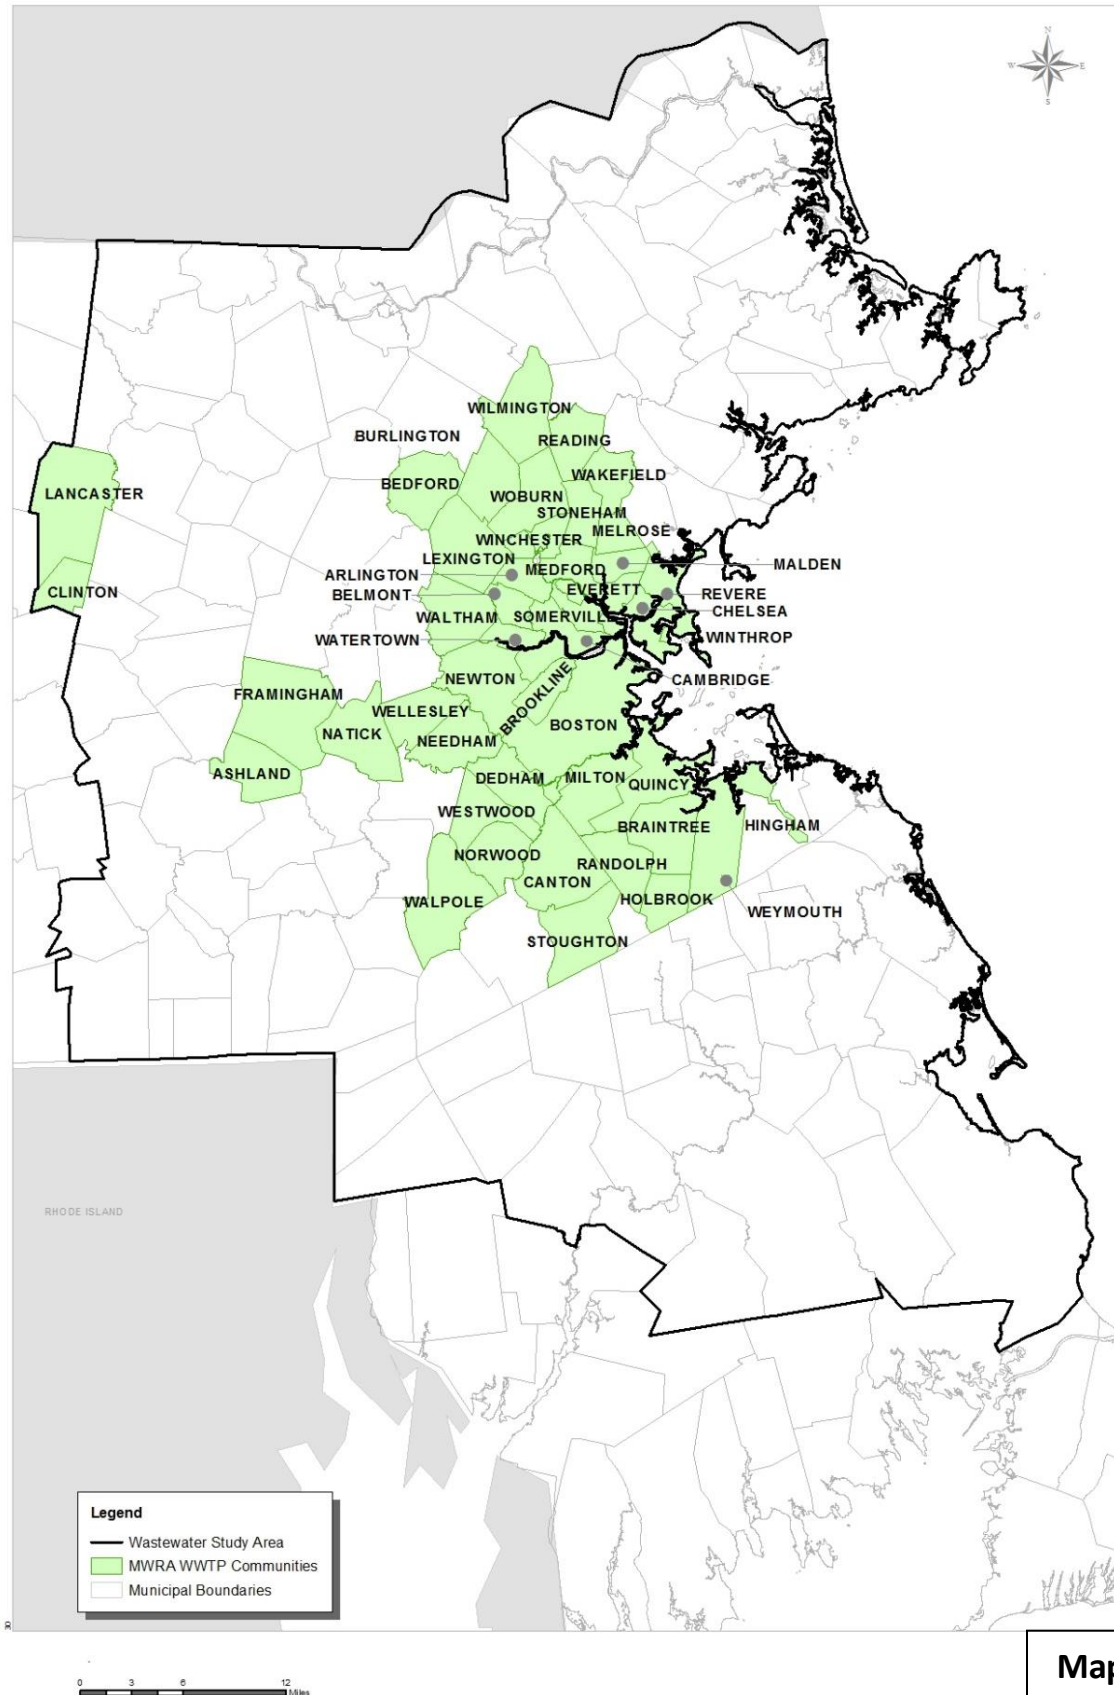 N
W E
S
WILMINGTON
BURLINGTON
READING
WAKEFIELD
BEDFORD
LANCASTER
WOBURN
STONEHAM
MELROSE
WINCHESTER
LEXINGTON
MEDFORD
MALDEN
ARLINGTON
EVERETT
REVERE
BELMONT
CLINTON
CHELSEA
WALTHAM
SOMERVILLE
WINTHROP
WATERTOWN
CAMBRIDGE
NEWTON
BROOKLINE
FRAMINGHAM
WELLESLEY
BOSTON
NATICK
NEEDHAM
ASHLAND
DEDHAM
MILTON
QUINCY
WESTWOOD
BRAINTREE
HINGHAM
NORWOOD
RANDOLPH
CANTON
WALPOLE
HOLBROOK
WEYMOUTH
STOUGHTON
RHODE ISLAND
Legend
Wastewater Study Area
MWRA WWTP Communities
Municipal Boundaries
0 3 6 12
Miles
Map